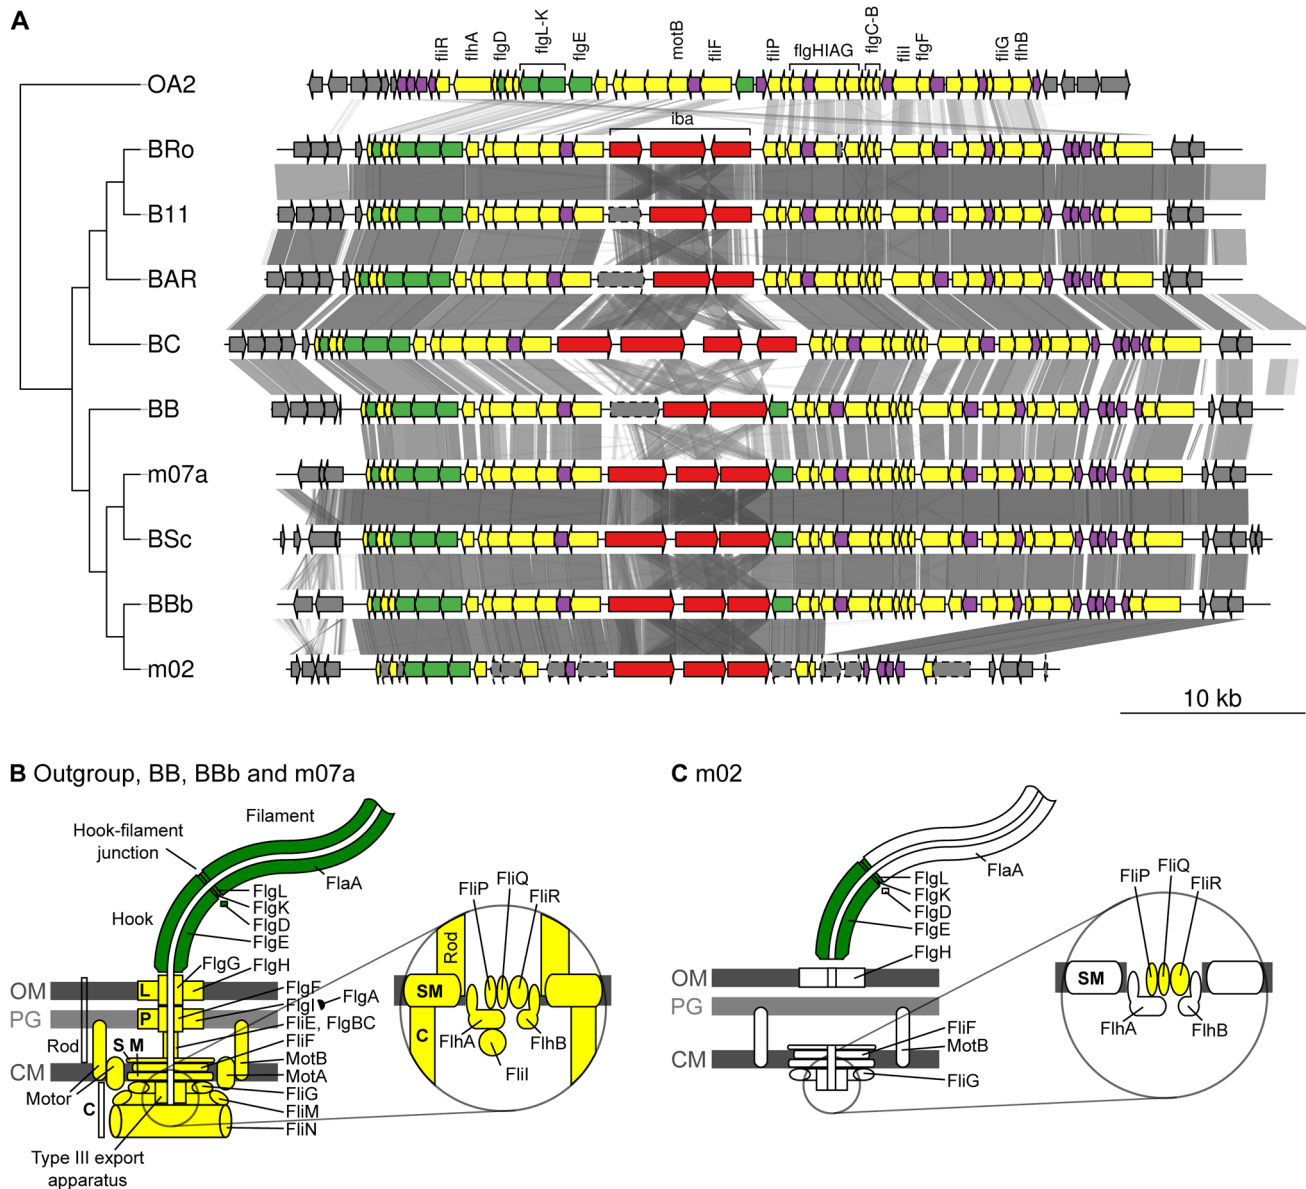 A
fliR
flhA
flgD
flgL-K
flgE
motB
fliF
fliP
flgHIAG
flgC-B
fliI
flgF
fliG
flhB
OA2
iba
BRo
B11
BAR
BC
BB
m07a
BSc
BBb
m02
10 kb
B Outgroup, BB, BBb and m07a
Hook-filament
junction
Filament
FlaA
FlgL
FlgK
FlgD
FlgE
Hook
FlgG
FlgH
OM
L
FlgF
FlgI
FlgA
PG
P
FliE, FlgBC
Rod
S M
FliF
MotB
CM
MotA
Motor
FliG
C
FliM
FliN
Type III export
apparatus
FliP
FliQ
FliR
Rod
SM
C
FlhA
FlhB
FliI
C m02
FlaA
FlgL
FlgK
FlgD
FlgE
FlgH
OM
PG
FliF
MotB
CM
FliG
FliP
FliQ
FliR
SM
FlhA
FlhB